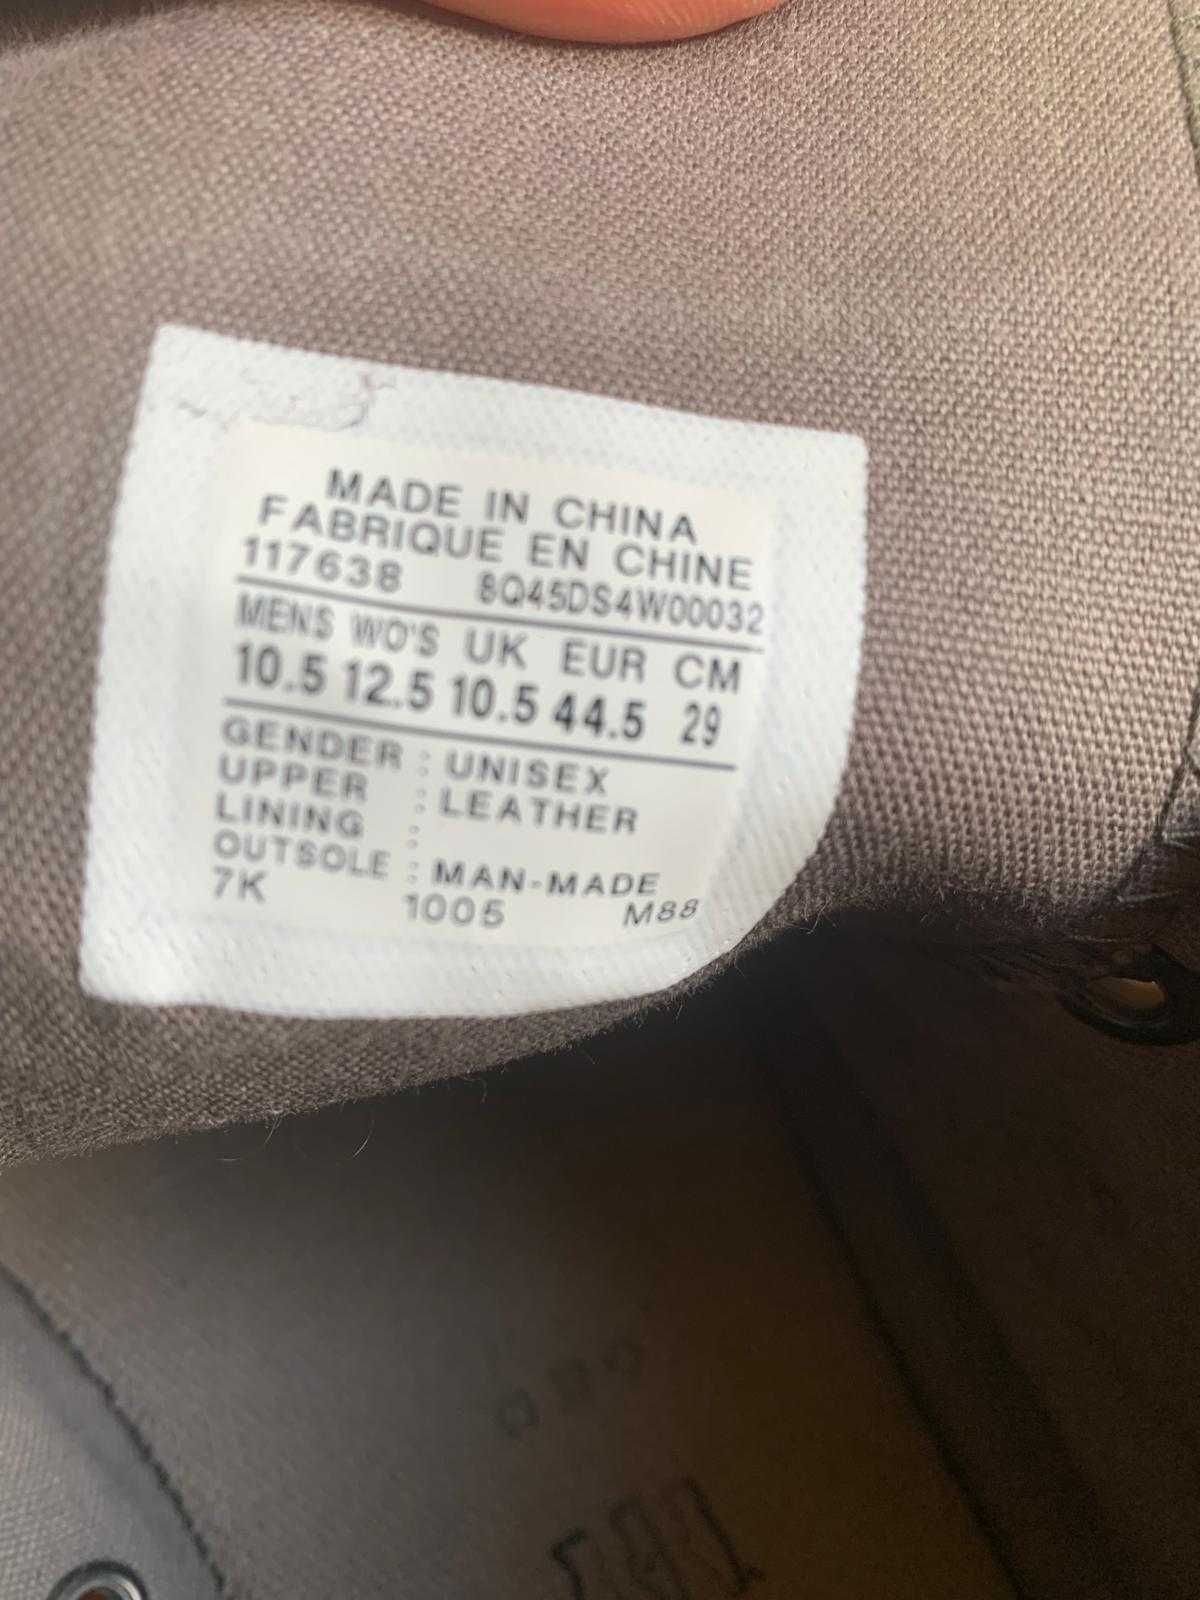 MADE IN CHINA
FABRIQUE EN CHINE
117638 8Q45DS4W00032
MENS WO'S UK EUR CM
10.5 12.5 10.5 44.5 29
GENDER : UNISEX
UPPER : LEATHER
LINING :
OUTSOLE : MAN-MADE
7K 1005 M88